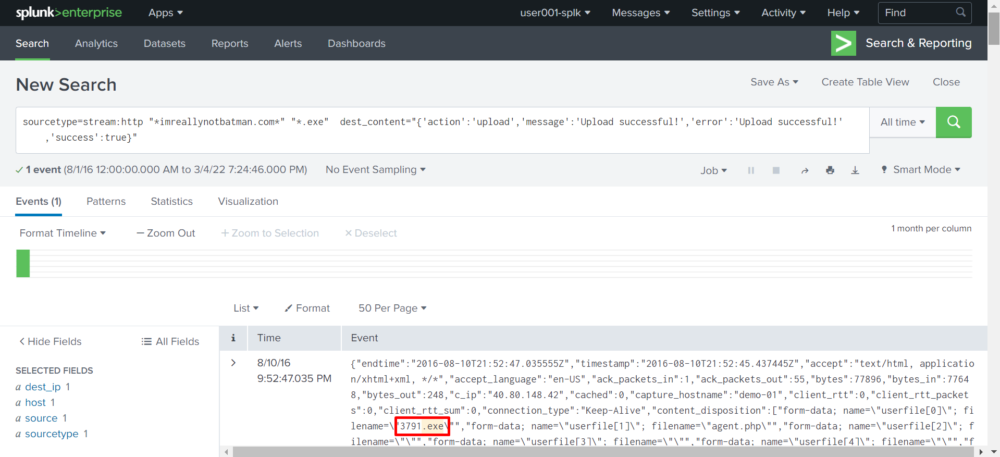 splunk>enterprise Apps user001-splk Messages Settings Activity Help Find
Search Analytics Datasets Reports Alerts Dashboards Search & Reporting
New Search Save As Create Table View Close
sourcetype=stream:http "*imreallynotbatman.com*" "*.exe"  dest_content="{'action':'upload','message':'Upload successful!','error':'Upload successful!'
,'success':true}"
All time
1 event (8/1/16 12:00:00.000 AM to 3/4/22 7:24:46.000 PM) No Event Sampling Job Smart Mode
Events (1) Patterns Statistics Visualization
Format Timeline — Zoom Out + Zoom to Selection × Deselect 1 month per column
List Format 50 Per Page
< Hide Fields All Fields
SELECTED FIELDS
a dest_ip 1
a host 1
a source 1
a sourcetype 1
i Time Event
> 8/10/16
9:52:47.035 PM
{"endtime":"2016-08-10T21:52:47.035555Z","timestamp":"2016-08-10T21:52:45.437445Z","accept":"text/html, applicatio
n/xhtml+xml, */*","accept_language":"en-US","ack_packets_in":1,"ack_packets_out":55,"bytes":77896,"bytes_in":7764
8,"bytes_out":248,"c_ip":"40.80.148.42","cached":0,"capture_hostname":"demo-01","client_rtt":0,"client_rtt_packet
s":0,"client_rtt_sum":0,"connection_type":"Keep-Alive","content_disposition":["form-data; name=\"userfile[0]\"; fi
lename=\"3791.exe\"","form-data; name=\"userfile[1]\"; filename=\"agent.php\"","form-data; name=\"userfile[2]\"; f
ilename=\"\"","form-data; name=\"userfile[3]\"; filename=\"\"","form-data; name=\"userfile[4]\"; filename=\"\"","f